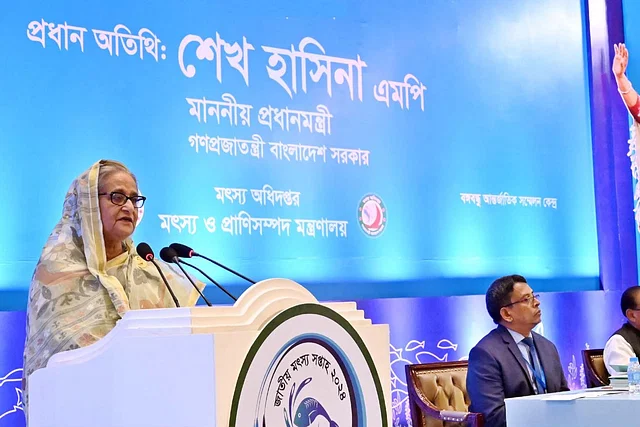 প্রধান অতিথি: শেখ হাসিনা এমপি
মাননীয় প্রধানমন্ত্রী
গণপ্রজাতন্ত্রী বাংলাদেশ সরকার
মৎস্য অধিদপ্তর
মৎস্য ও প্রাণিসম্পদ মন্ত্রণালয়
বঙ্গবন্ধু আন্তর্জাতিক সম্মেলন কেন্দ্র
জাতীয় মৎস্য সপ্তাহ ২০২৪